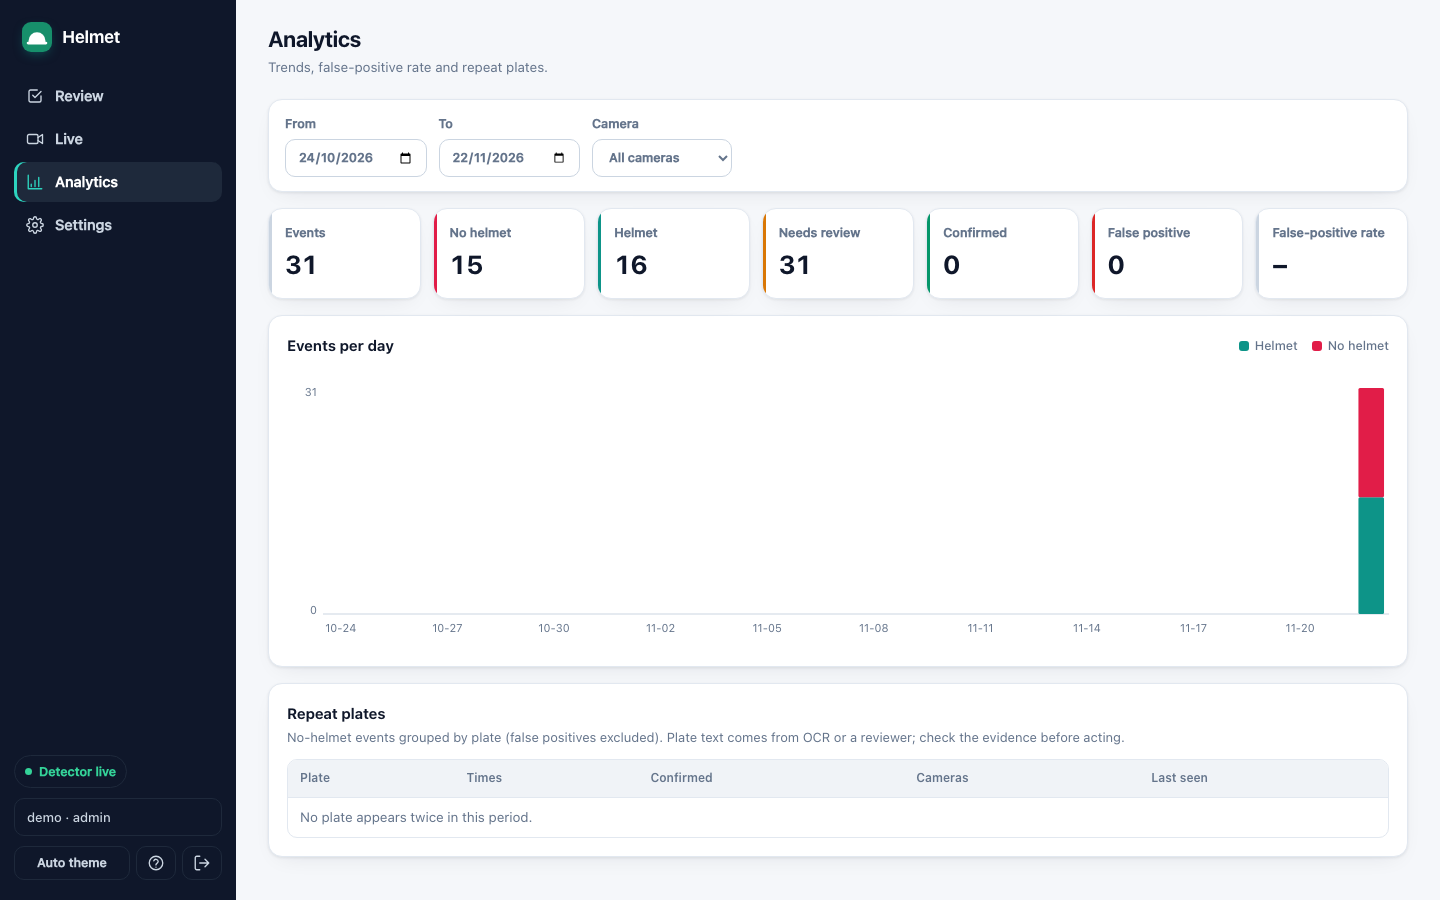 Helmet
Review
Live
Analytics
Settings
Detector live
demo · admin
Auto theme
Analytics
Trends, false-positive rate and repeat plates.
From To Camera
24/10/2026 22/11/2026 All cameras
Events No helmet Helmet Needs review Confirmed False positive False-positive rate
31 15 16 31 0 0 –
Events per day Helmet No helmet
31
0
10-24 10-27 10-30 11-02 11-05 11-08 11-11 11-14 11-17 11-20
Repeat plates
No-helmet events grouped by plate (false positives excluded). Plate text comes from OCR or a reviewer; check the evidence before acting.
Plate Times Confirmed Cameras Last seen
No plate appears twice in this period.